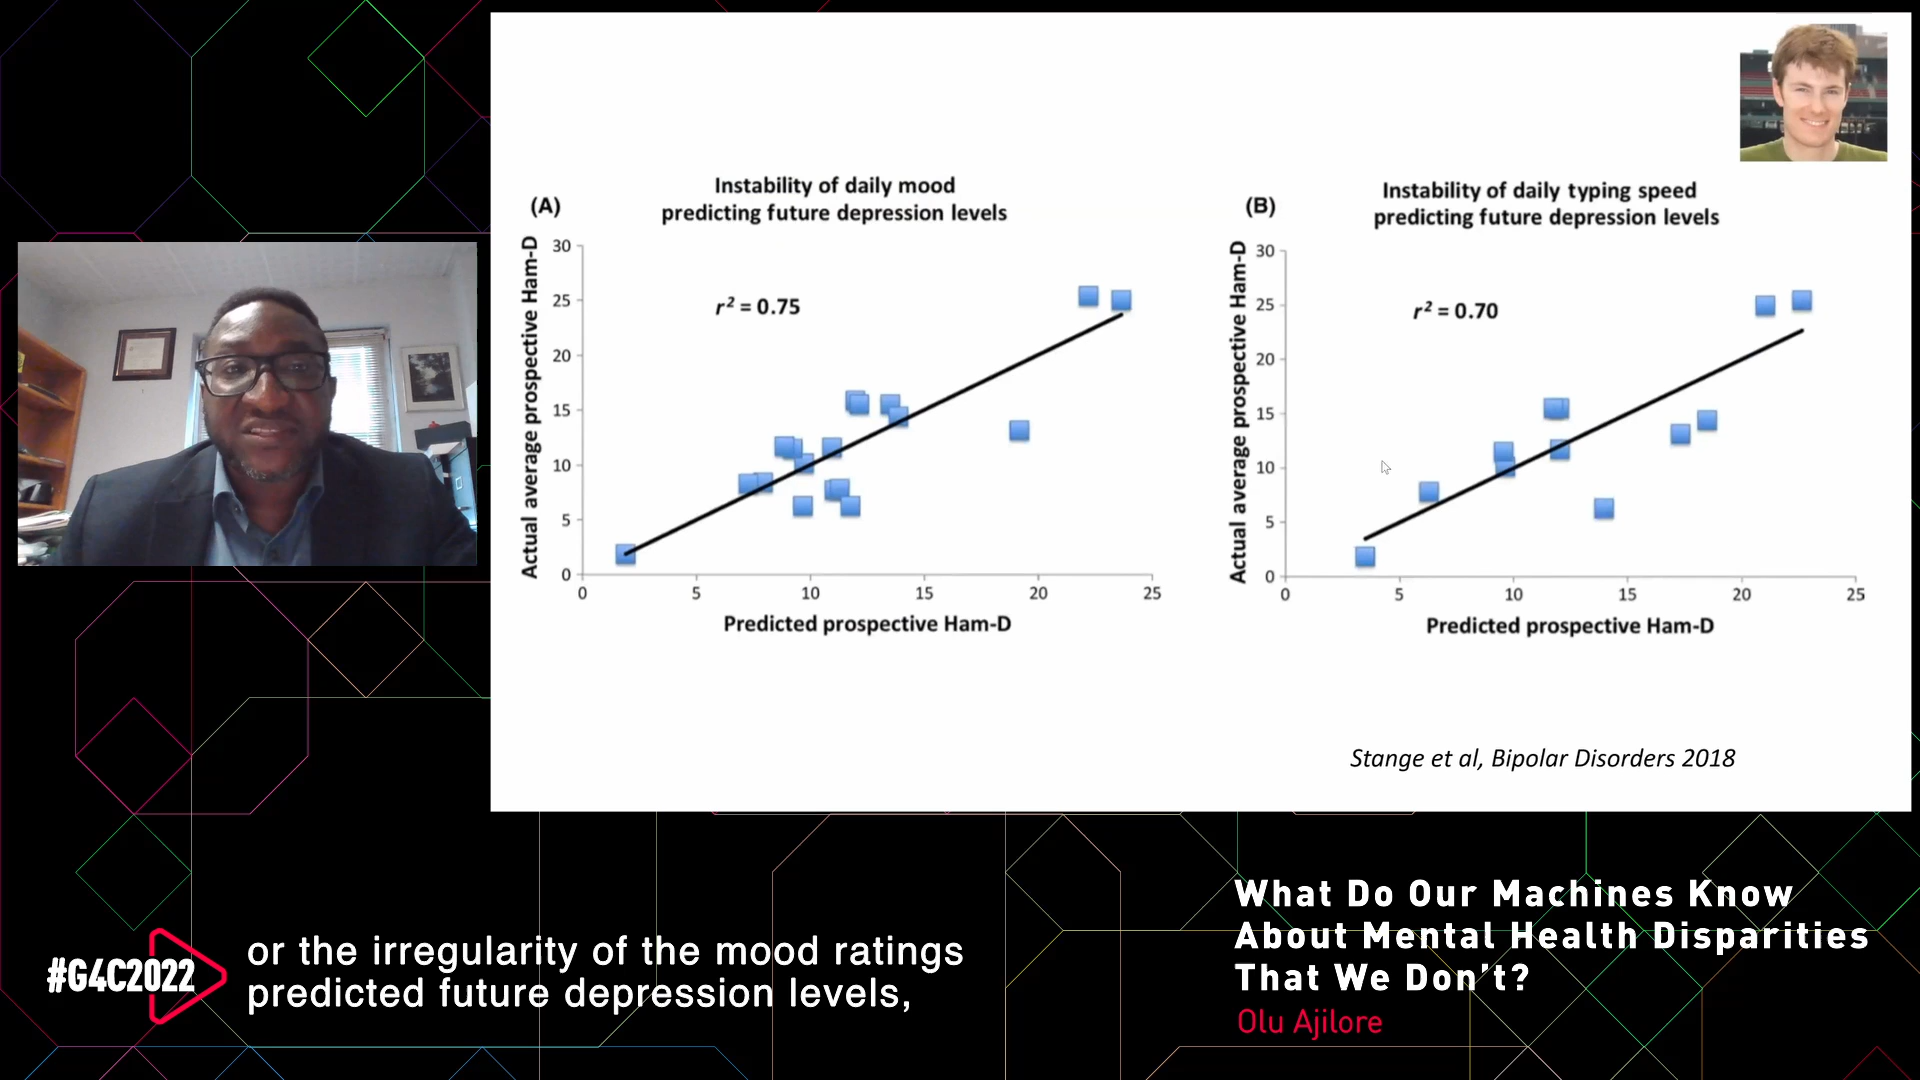 (A)
Instability of daily mood
predicting future depression levels
Actual average prospective Ham-D
30
25
20
15
10
5
0
r² = 0.75
0 5 10 15 20 25
Predicted prospective Ham-D
(B)
Instability of daily typing speed
predicting future depression levels
Actual average prospective Ham-D
30
25
20
15
10
5
0
r² = 0.70
0 5 10 15 20 25
Predicted prospective Ham-D
Stange et al, Bipolar Disorders 2018
#G4C2022
or the irregularity of the mood ratings
predicted future depression levels,
What Do Our Machines Know
About Mental Health Disparities
That We Don't?
Olu Ajilore